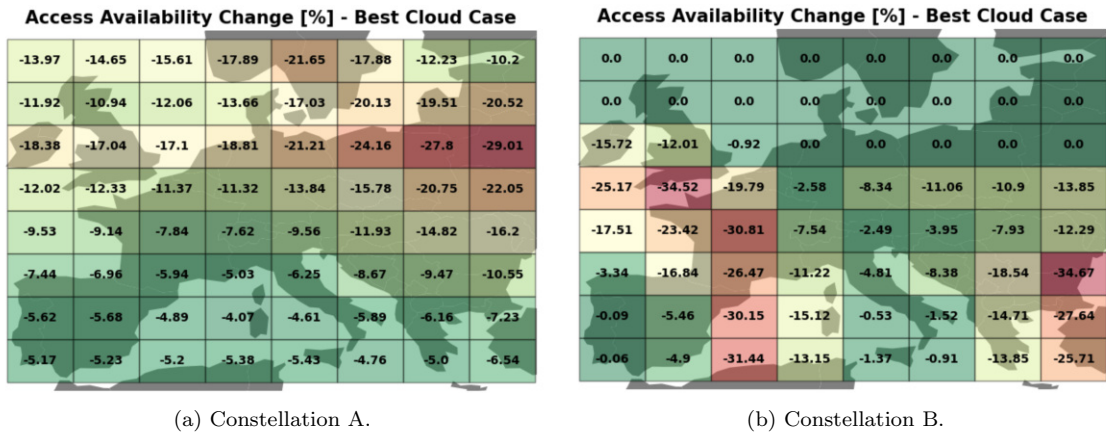 Access Availability Change [%] - Best Cloud Case
-13.97 -14.65 -15.61 -17.89 -21.65 -17.88 -12.23 -10.2
-11.92 -10.94 -12.06 -13.66 -17.03 -20.13 -19.51 -20.52
-18.38 -17.04 -17.1 -18.81 -21.21 -24.16 -27.8 -29.01
-12.02 -12.33 -11.37 -11.32 -13.84 -15.78 -20.75 -22.05
-9.53 -9.14 -7.84 -7.62 -9.56 -11.93 -14.82 -16.2
-7.44 -6.96 -5.94 -5.03 -6.25 -8.67 -9.47 -10.55
-5.62 -5.68 -4.89 -4.07 -4.61 -5.89 -6.16 -7.23
-5.17 -5.23 -5.2 -5.38 -5.43 -4.76 -5.0 -6.54
(a) Constellation A.
Access Availability Change [%] - Best Cloud Case
0.0 0.0 0.0 0.0 0.0 0.0 0.0 0.0
0.0 0.0 0.0 0.0 0.0 0.0 0.0 0.0
-15.72 -12.01 -0.92 0.0 0.0 0.0 0.0 0.0
-25.17 -34.52 -19.79 -2.58 -8.34 -11.06 -10.9 -13.85
-17.51 -23.42 -30.81 -7.54 -2.49 -3.95 -7.93 -12.29
-3.34 -16.84 -26.47 -11.22 -4.81 -8.38 -18.54 -34.67
-0.09 -5.46 -30.15 -15.12 -0.53 -1.52 -14.71 -27.64
-0.06 -4.9 -31.44 -13.15 -1.37 -0.91 -13.85 -25.71
(b) Constellation B.